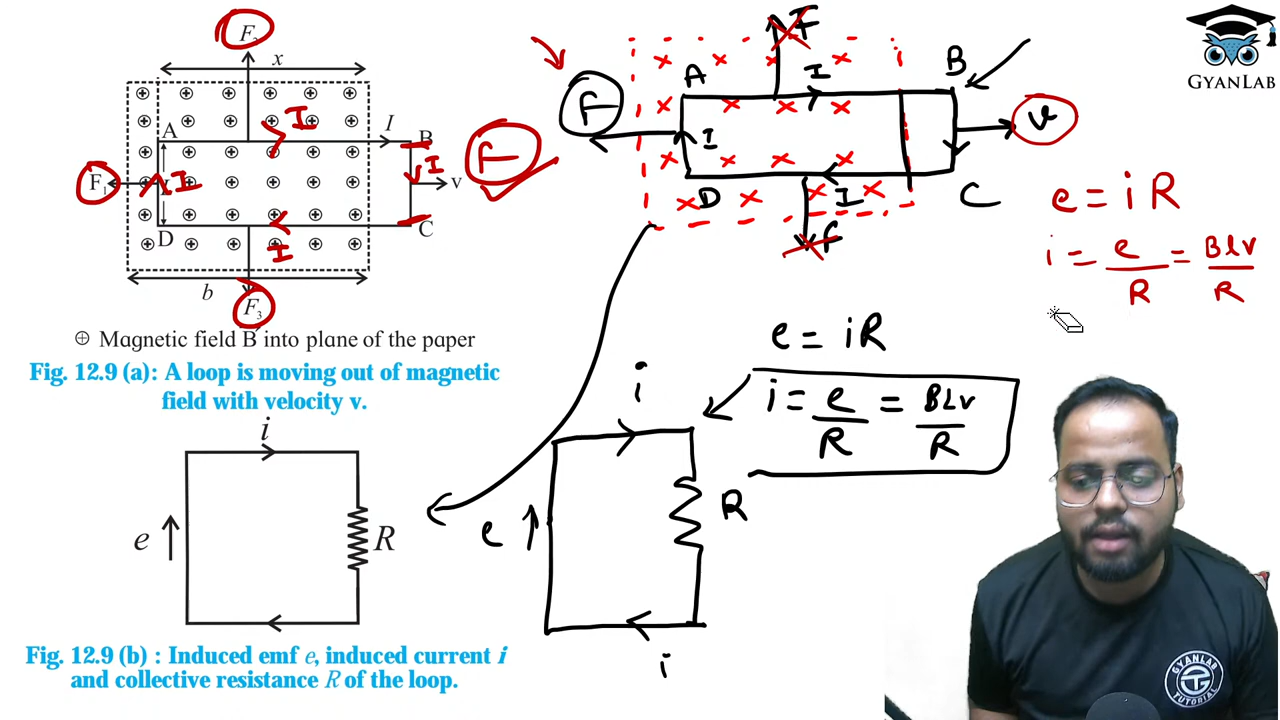 F₂
x
A
I
I
B
I
F₁
I
F
v
D
I
C
b
F₃
⊕ Magnetic field B into plane of the paper
Fig. 12.9 (a): A loop is moving out of magnetic
field with velocity v.
i
e
R
Fig. 12.9 (b) : Induced emf e, induced current i
and collective resistance R of the loop.
F
A
I
B
F
I
v
D
I
C
f
e = iR
i = e/R = Blv/R
e = iR
i = e/R = BLv/R
i
e
R
i
GYANLAB
GYANLAB
TUTORIAL